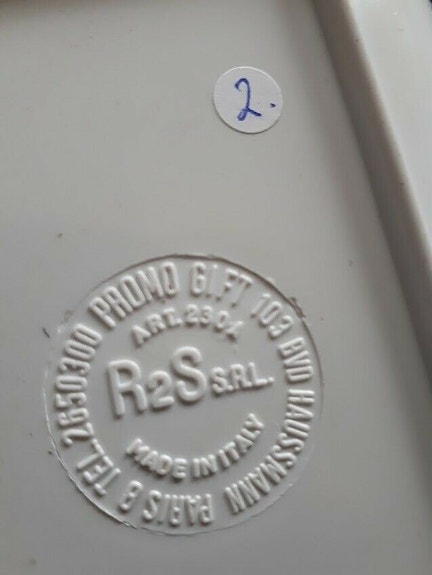 2.
PROMO GIFT 103 BVD HAUSSMANN PARIS 8 TEL.2650300
ART.2304
R2S S.R.L.
MADE IN ITALY